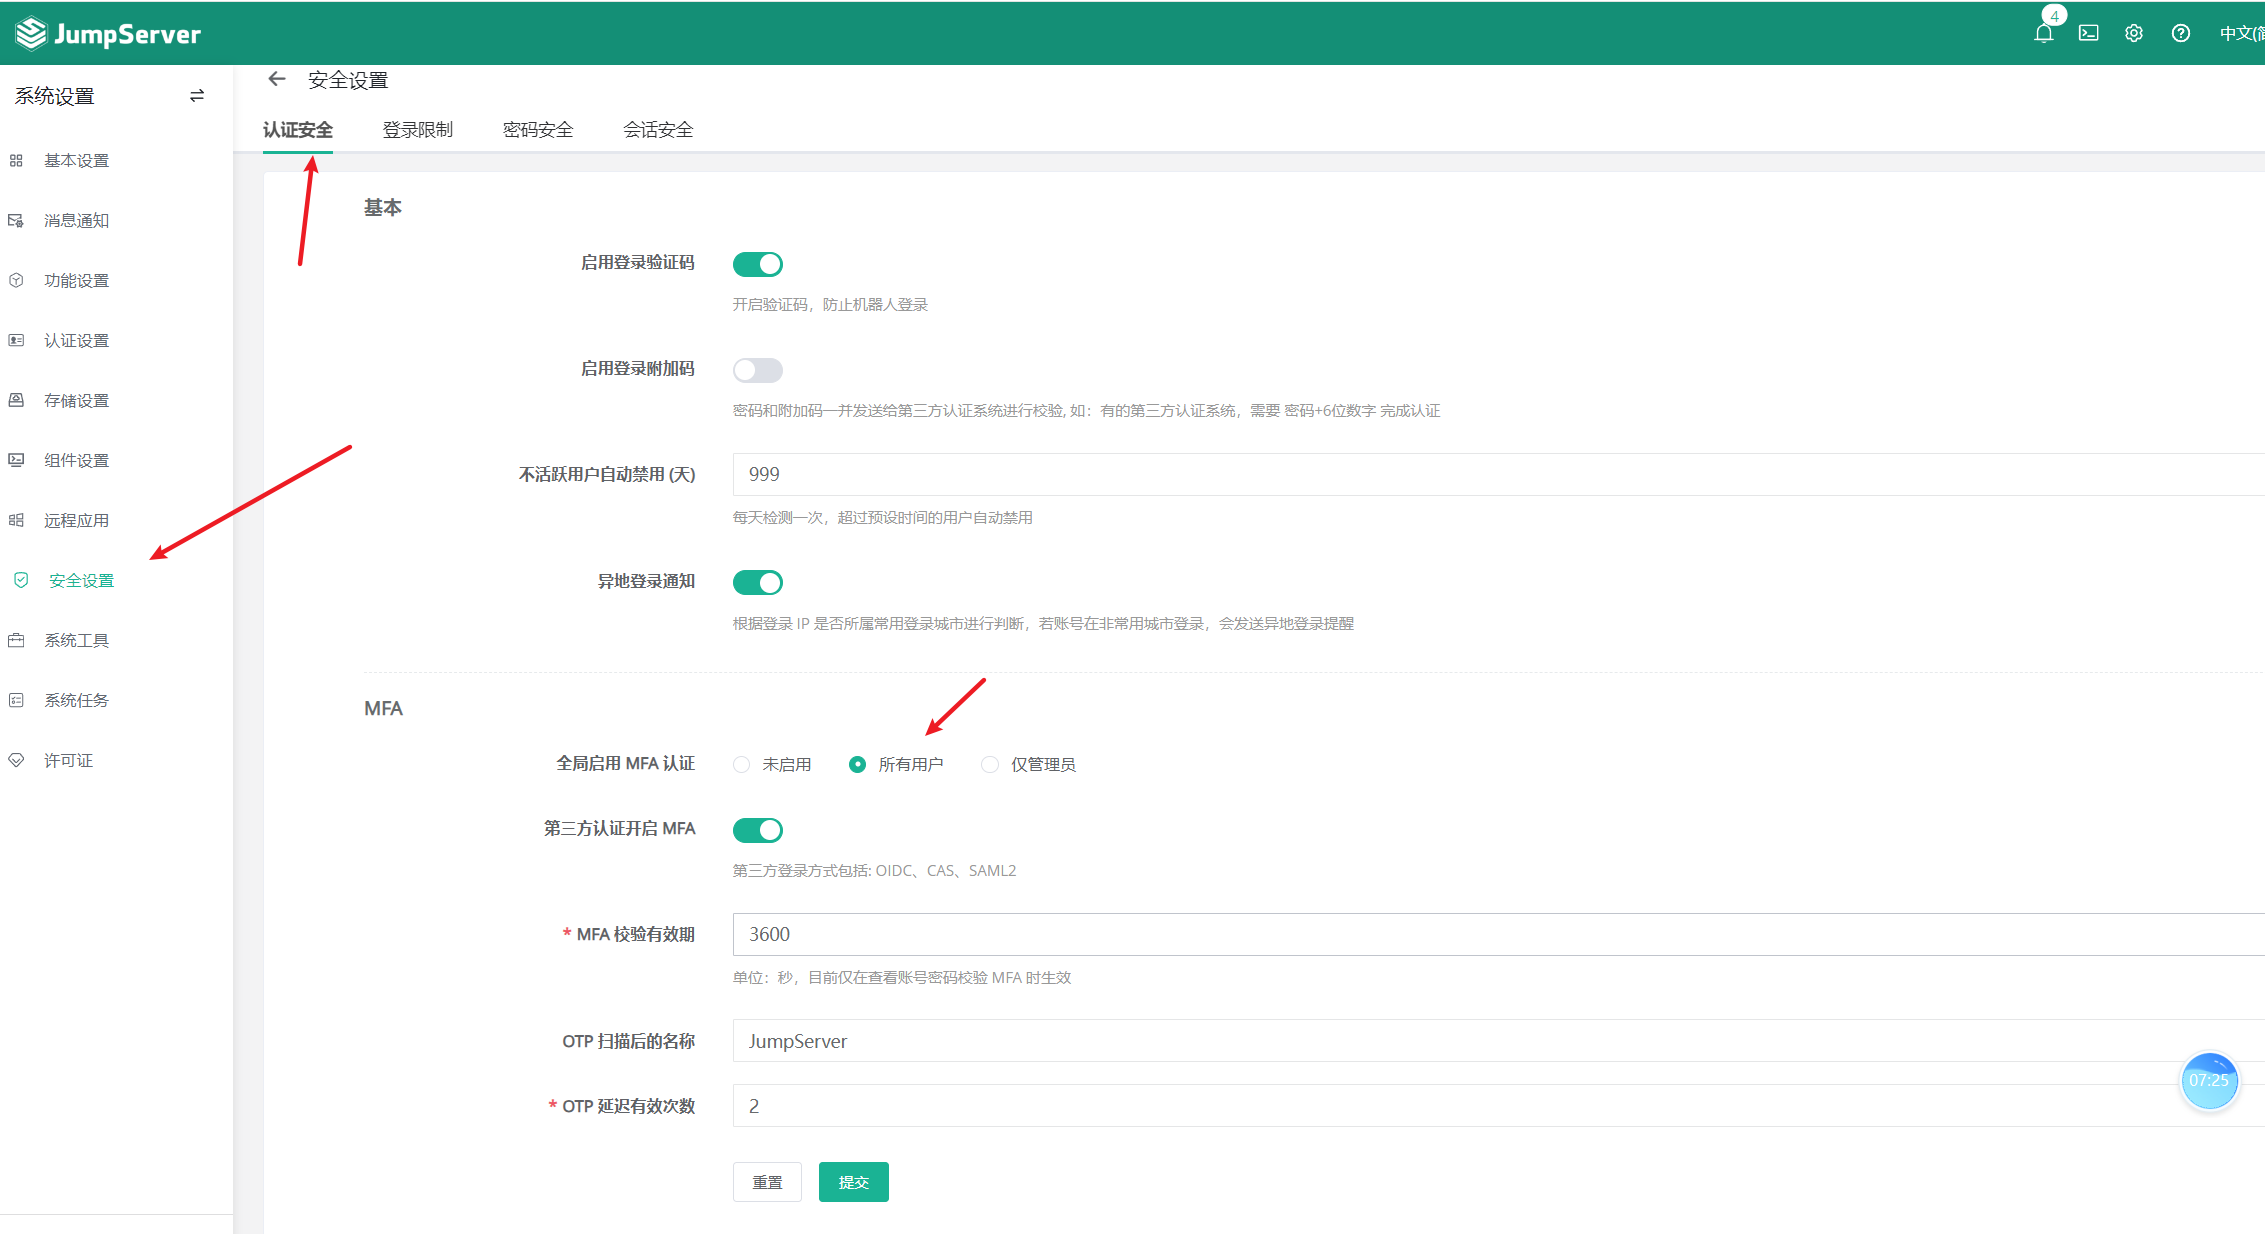 JumpServer
4
中文(简
系统设置
安全设置
认证安全
登录限制
密码安全
会话安全
基本设置
消息通知
功能设置
认证设置
存储设置
组件设置
远程应用
安全设置
系统工具
系统任务
许可证
基本
启用登录验证码
开启验证码，防止机器人登录
启用登录附加码
密码和附加码一并发送给第三方认证系统进行校验, 如：有的第三方认证系统，需要 密码+6位数字 完成认证
不活跃用户自动禁用 (天)
999
每天检测一次，超过预设时间的用户自动禁用
异地登录通知
根据登录 IP 是否所属常用登录城市进行判断，若账号在非常用城市登录，会发送异地登录提醒
MFA
全局启用 MFA 认证
未启用
所有用户
仅管理员
第三方认证开启 MFA
第三方登录方式包括: OIDC、CAS、SAML2
* MFA 校验有效期
3600
单位：秒，目前仅在查看账号密码校验 MFA 时生效
OTP 扫描后的名称
JumpServer
07:25
* OTP 延迟有效次数
2
重置
提交